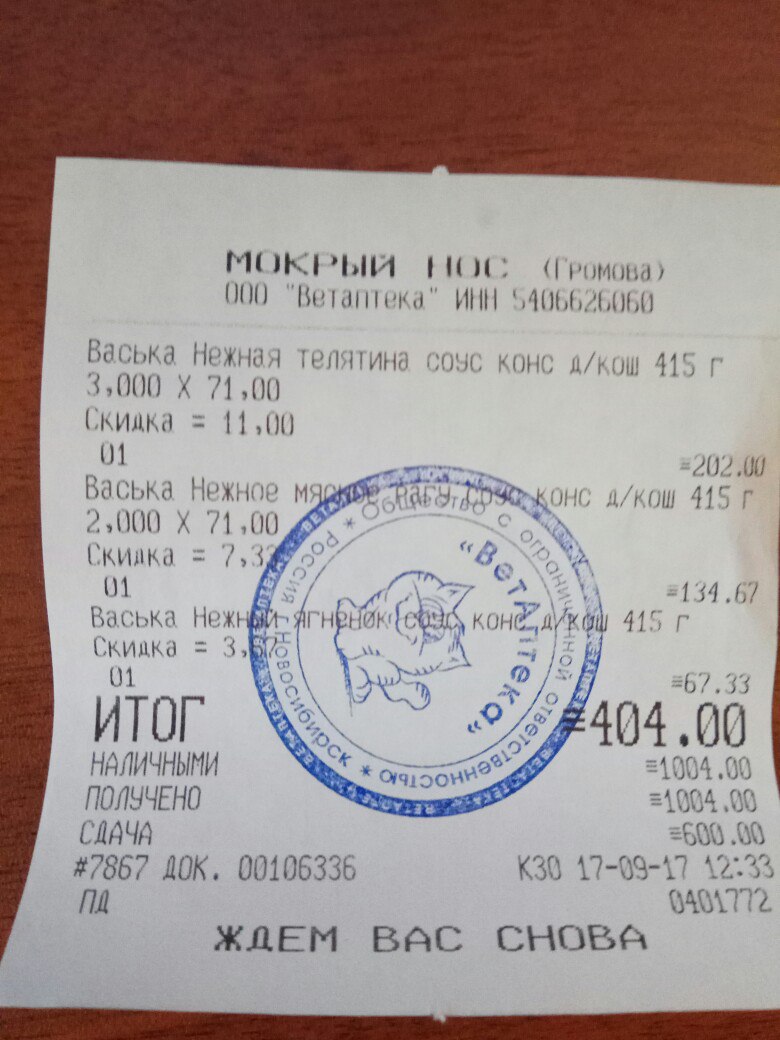 МОКРЫЙ НОС (Громова)
ООО "Ветаптека" ИНН 5406626060
Васька Нежная телятина соус конс д/кош 415 г
3,000 X 71,00
Скидка = 11,00
01
≡202.00
Васька Нежное мясное рагу соус конс д/кош 415 г
2,000 X 71,00
Скидка = 7,33
01
≡134.67
Васька Нежный ягненок соус конс д/кош 415 г
Скидка = 3,67
01
≡67.33
ИТОГ ≡404.00
НАЛИЧНЫМИ ≡1004.00
ПОЛУЧЕНО ≡1004.00
СДАЧА ≡600.00
#7867 ДОК. 00106336 К30 17-09-17 12:33
ПД 0401772
ЖДЕМ ВАС СНОВА
* Общество с ограниченной ответственностью *
Россия г. Новосибирск
«ВетАптека»